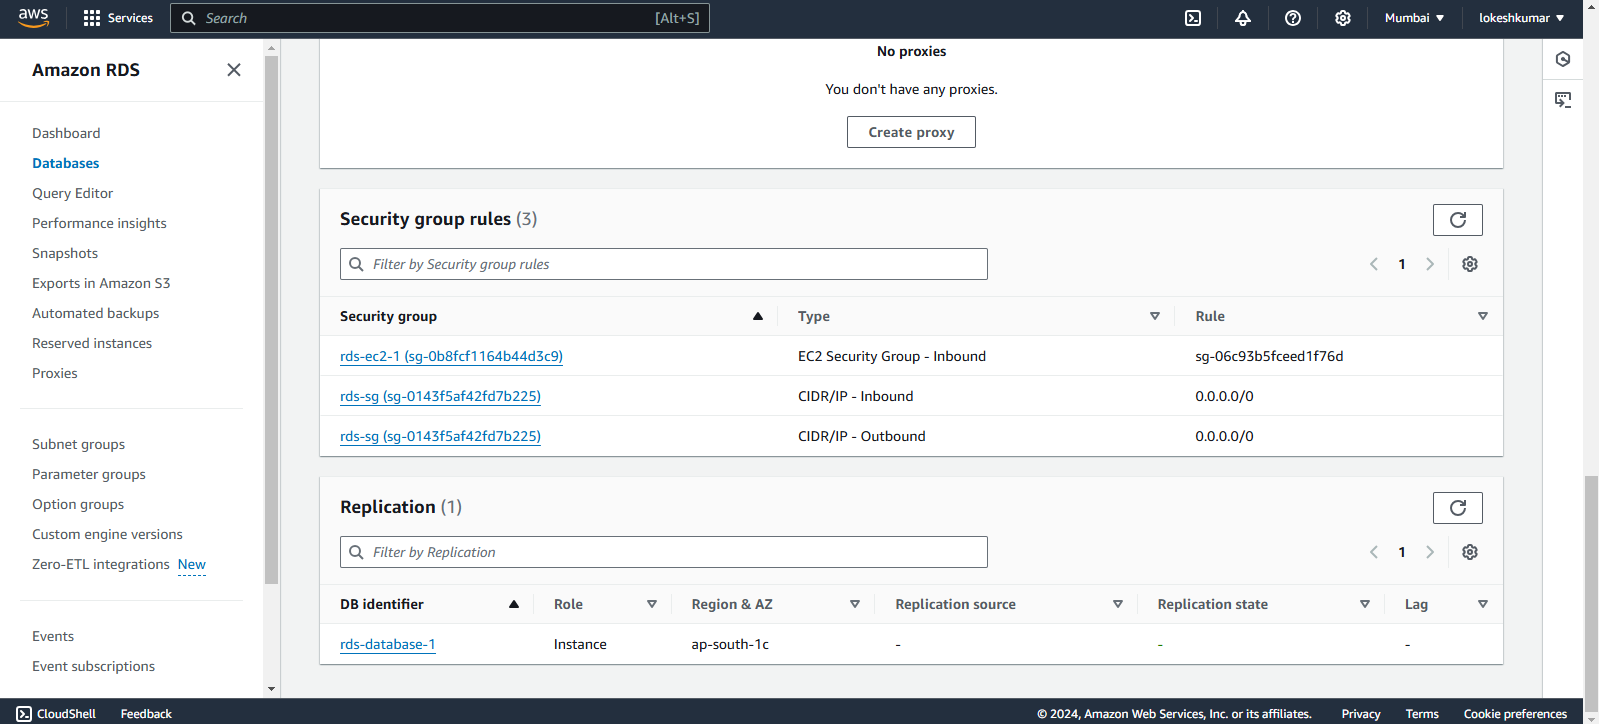 aws
Services
Search
[Alt+S]
Mumbai
lokeshkumar
Amazon RDS
Dashboard
Databases
Query Editor
Performance insights
Snapshots
Exports in Amazon S3
Automated backups
Reserved instances
Proxies
Subnet groups
Parameter groups
Option groups
Custom engine versions
Zero-ETL integrations New
Events
Event subscriptions
No proxies
You don't have any proxies.
Create proxy
Security group rules (3)
Filter by Security group rules
1
Security group Type Rule
rds-ec2-1 (sg-0b8fcf1164b44d3c9) EC2 Security Group - Inbound sg-06c93b5fceed1f76d
rds-sg (sg-0143f5af42fd7b225) CIDR/IP - Inbound 0.0.0.0/0
rds-sg (sg-0143f5af42fd7b225) CIDR/IP - Outbound 0.0.0.0/0
Replication (1)
Filter by Replication
1
DB identifier Role Region & AZ Replication source Replication state Lag
rds-database-1 Instance ap-south-1c - - -
CloudShell
Feedback
© 2024, Amazon Web Services, Inc. or its affiliates.
Privacy
Terms
Cookie preferences